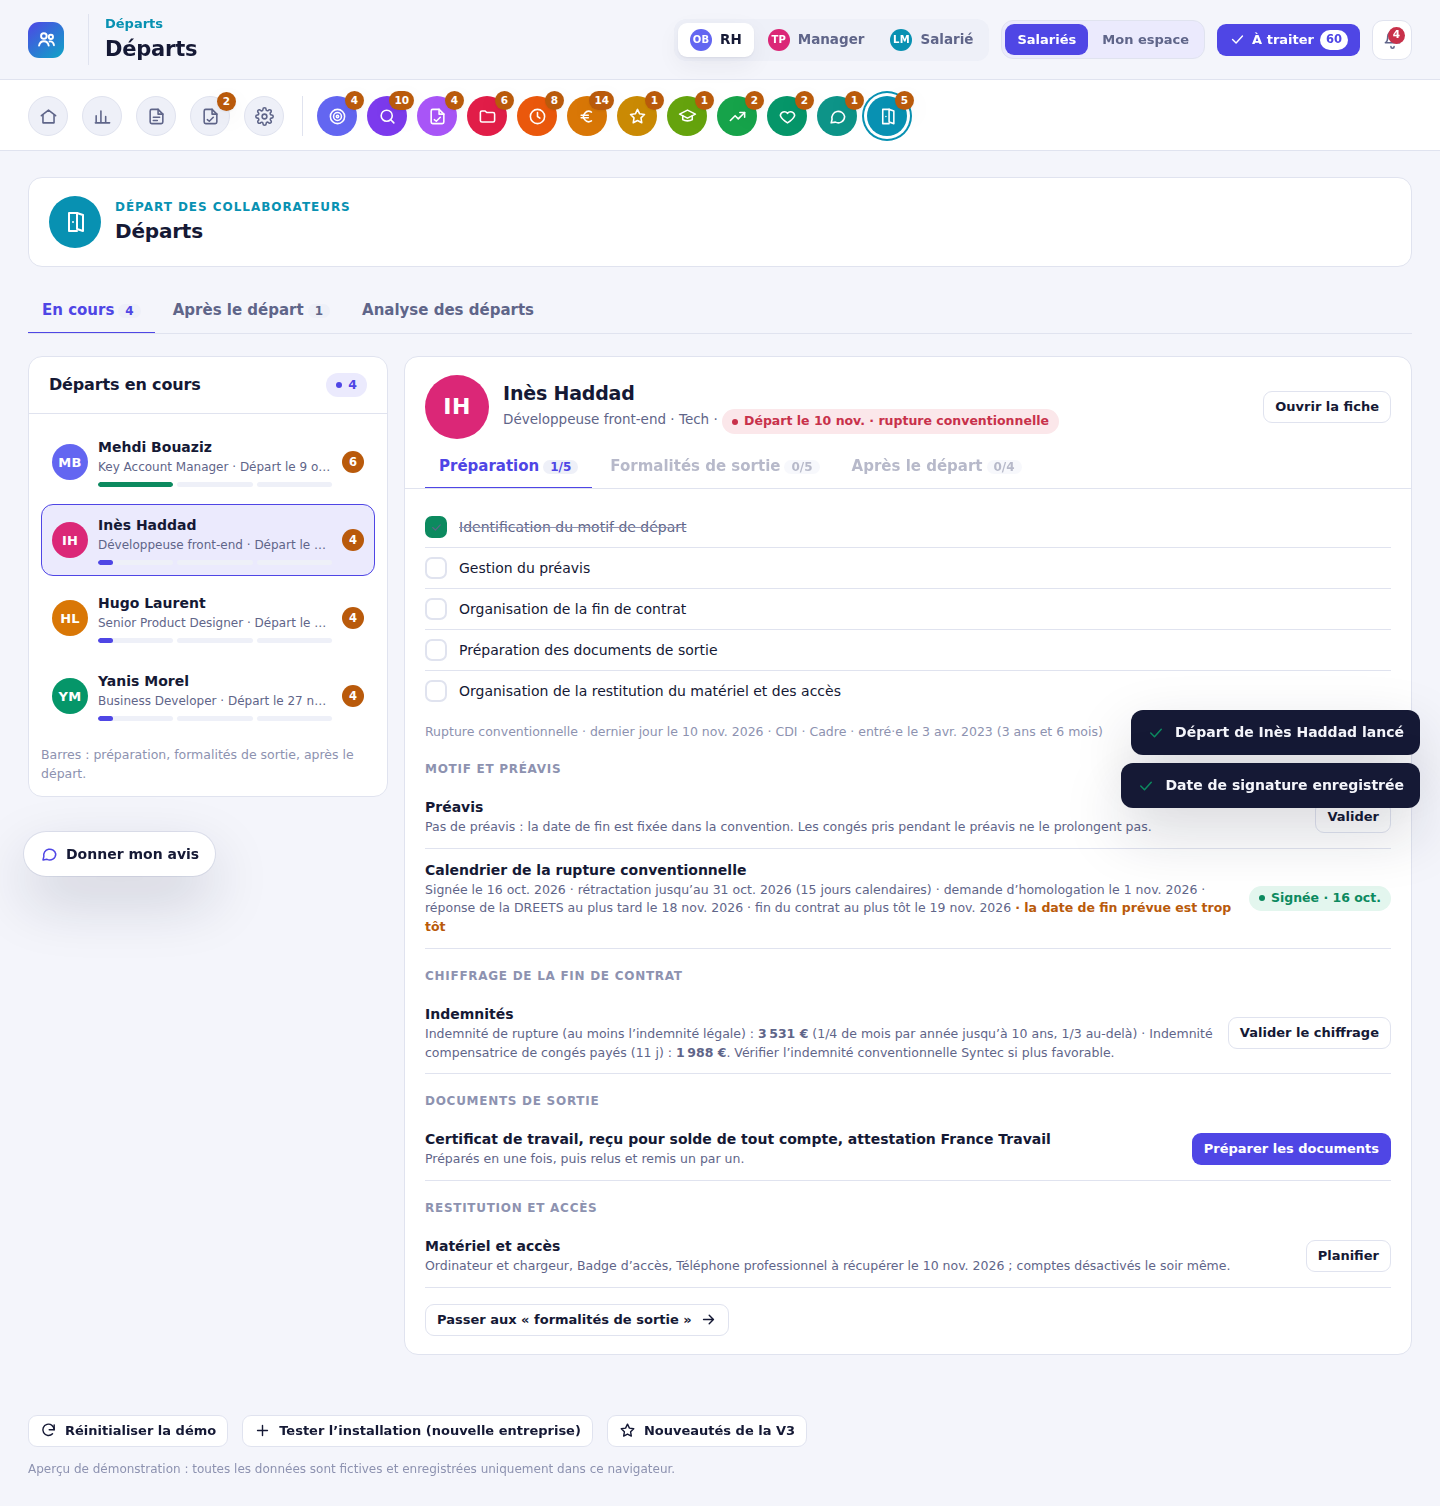 Départs
Départs
OB RH
TP Manager
LM Salarié
Salariés
Mon espace
À traiter 60
4
2
4
10
4
6
8
14
1
1
2
2
1
5
DÉPART DES COLLABORATEURS
Départs
En cours 4
Après le départ 1
Analyse des départs
Départs en cours
4
MB
Mehdi Bouaziz
Key Account Manager · Départ le 9 o…
6
IH
Inès Haddad
Développeuse front-end · Départ le …
4
HL
Hugo Laurent
Senior Product Designer · Départ le …
4
YM
Yanis Morel
Business Developer · Départ le 27 n…
4
Barres : préparation, formalités de sortie, après le
départ.
Donner mon avis
IH
Inès Haddad
Développeuse front-end · Tech · Départ le 10 nov. · rupture conventionnelle
Ouvrir la fiche
Préparation 1/5
Formalités de sortie 0/5
Après le départ 0/4
Identification du motif de départ
Gestion du préavis
Organisation de la fin de contrat
Préparation des documents de sortie
Organisation de la restitution du matériel et des accès
Rupture conventionnelle · dernier jour le 10 nov. 2026 · CDI · Cadre · entré·e le 3 avr. 2023 (3 ans et 6 mois)
Départ de Inès Haddad lancé
Date de signature enregistrée
MOTIF ET PRÉAVIS
Préavis
Pas de préavis : la date de fin est fixée dans la convention. Les congés pris pendant le préavis ne le prolongent pas.
Valider
Calendrier de la rupture conventionnelle
Signée le 16 oct. 2026 · rétractation jusqu’au 31 oct. 2026 (15 jours calendaires) · demande d’homologation le 1 nov. 2026 ·
réponse de la DREETS au plus tard le 18 nov. 2026 · fin du contrat au plus tôt le 19 nov. 2026 · la date de fin prévue est trop
tôt
Signée · 16 oct.
CHIFFRAGE DE LA FIN DE CONTRAT
Indemnités
Indemnité de rupture (au moins l’indemnité légale) : 3 531 € (1/4 de mois par année jusqu’à 10 ans, 1/3 au-delà) · Indemnité
compensatrice de congés payés (11 j) : 1 988 €. Vérifier l’indemnité conventionnelle Syntec si plus favorable.
Valider le chiffrage
DOCUMENTS DE SORTIE
Certificat de travail, reçu pour solde de tout compte, attestation France Travail
Préparés en une fois, puis relus et remis un par un.
Préparer les documents
RESTITUTION ET ACCÈS
Matériel et accès
Ordinateur et chargeur, Badge d’accès, Téléphone professionnel à récupérer le 10 nov. 2026 ; comptes désactivés le soir même.
Planifier
Passer aux « formalités de sortie »
Réinitialiser la démo
Tester l’installation (nouvelle entreprise)
Nouveautés de la V3
Aperçu de démonstration : toutes les données sont fictives et enregistrées uniquement dans ce navigateur.